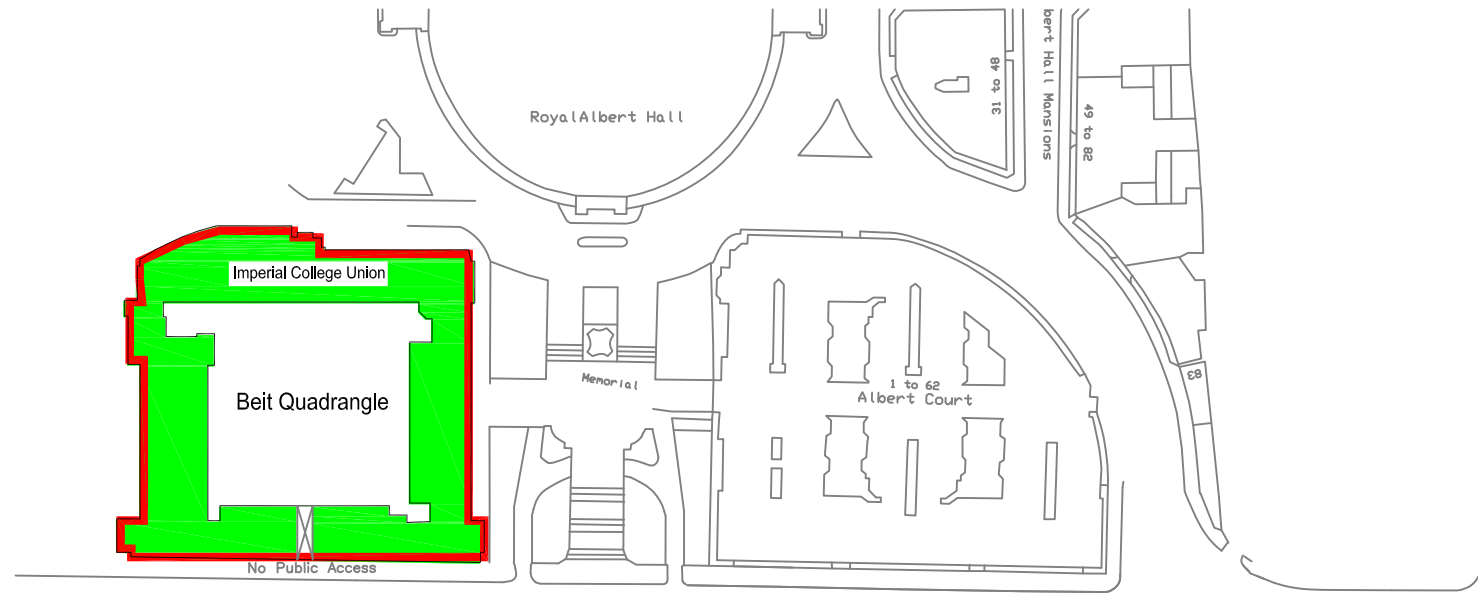 RoyalAlbert Hall
31 to 48
bert Hall Mansions
49 to 82
Imperial College Union
Memorial
83
1 to 62
Albert Court
Beit Quadrangle
No Public Access